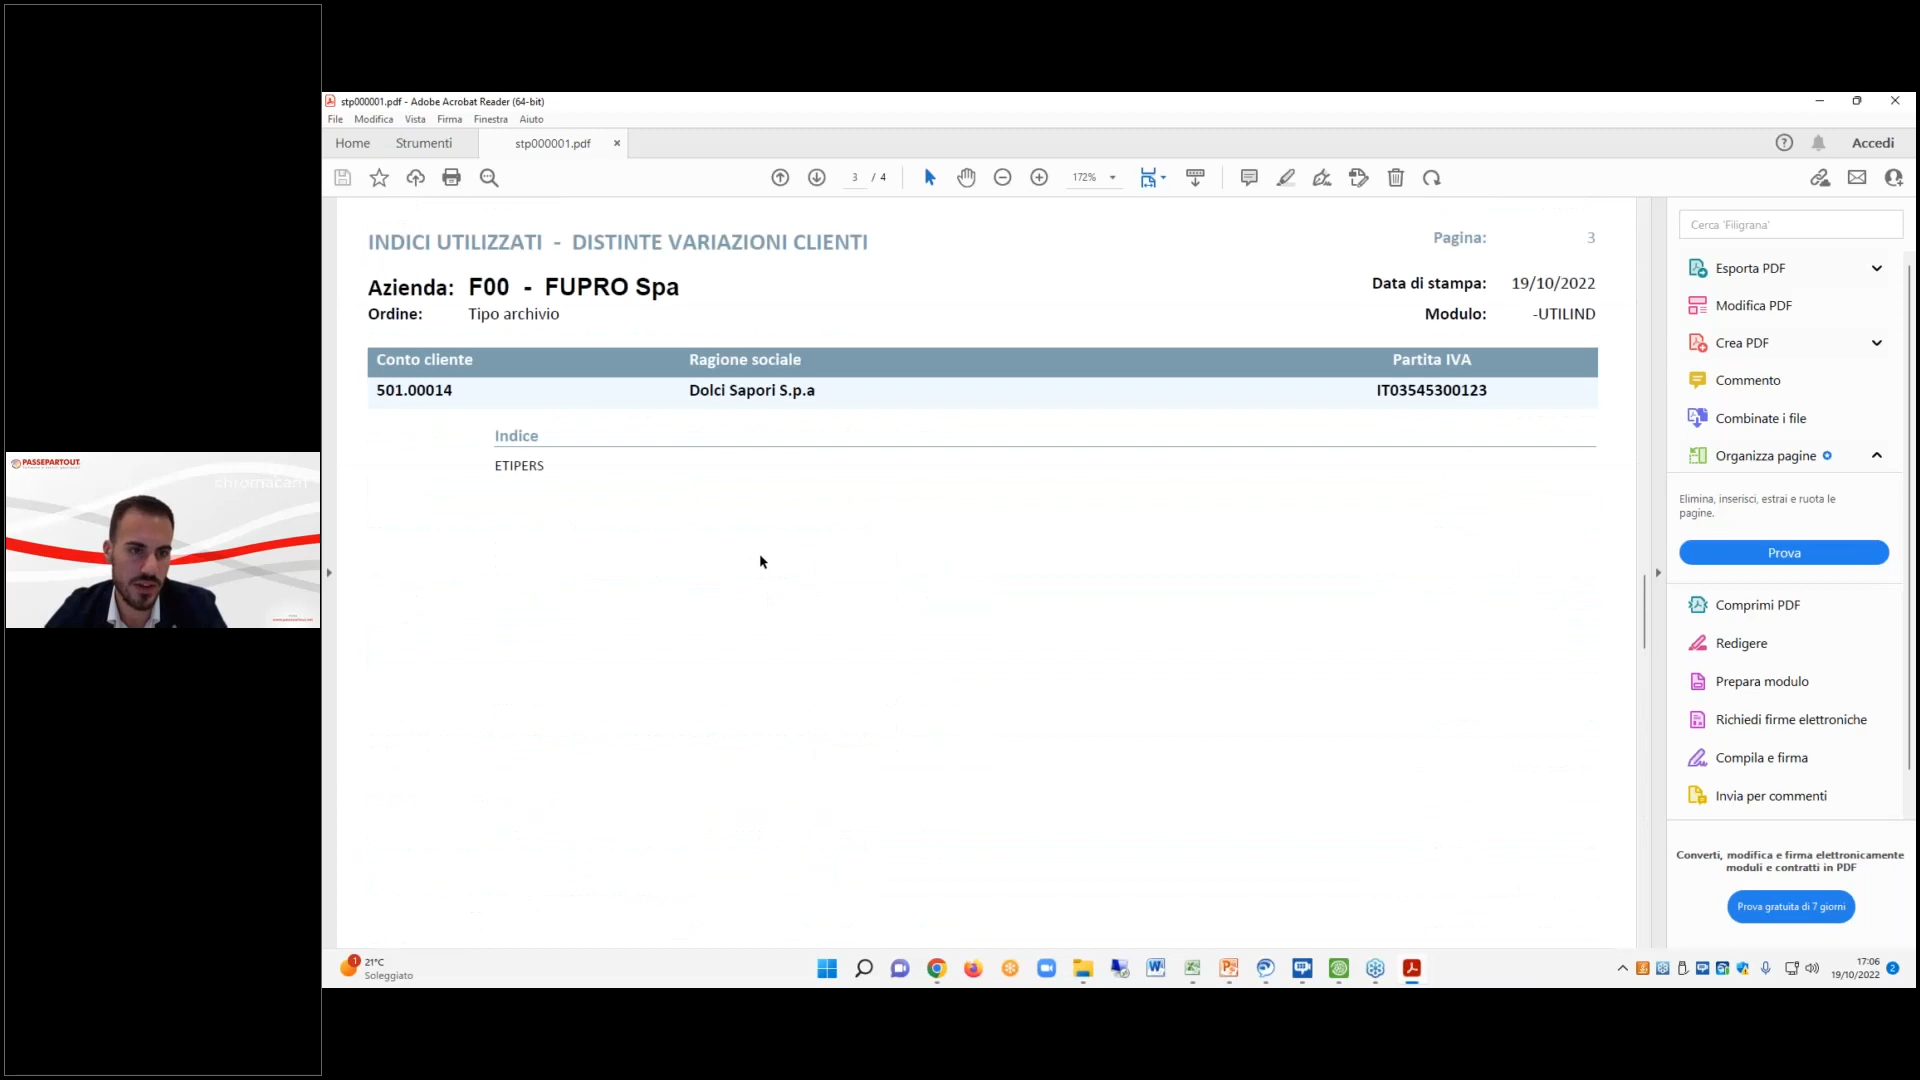 stp000001.pdf - Adobe Acrobat Reader (64-bit)
File Modifica Vista Firma Finestra Aiuto
Home Strumenti stp000001.pdf × Accedi
3 / 4 172%
INDICI UTILIZZATI - DISTINTE VARIAZIONI CLIENTI Pagina: 3
Azienda: F00 - FUPRO Spa Data di stampa: 19/10/2022
Ordine: Tipo archivio Modulo: -UTILIND
Conto cliente Ragione sociale Partita IVA
501.00014 Dolci Sapori S.p.a IT03545300123
Indice
ETIPERS
Cerca 'Filigrana'
Esporta PDF
Modifica PDF
Crea PDF
Commento
Combinate i file
Organizza pagine
Elimina, inserisci, estrai e ruota le
pagine.
Prova
Comprimi PDF
Redigere
Prepara modulo
Richiedi firme elettroniche
Compila e firma
Invia per commenti
Converti, modifica e firma elettronicamente
moduli e contratti in PDF
Prova gratuita di 7 giorni
PASSEPARTOUT
chromacam
1 21°C
Soleggiato
17:06
19/10/2022 2